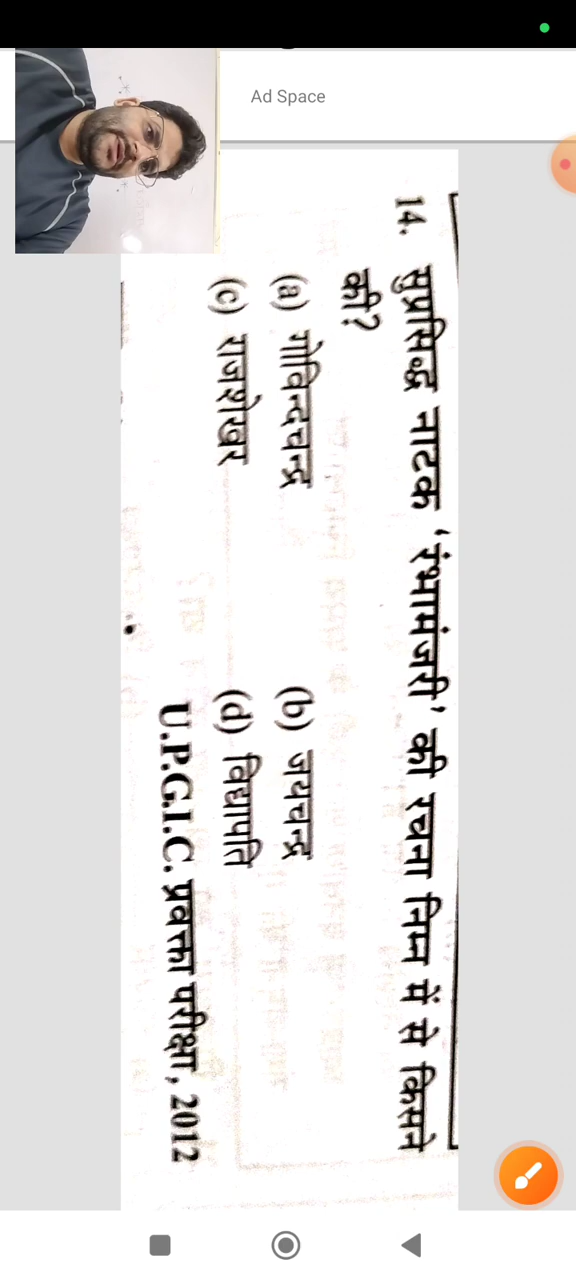 Ad Space
14. सुप्रसिद्ध नाटक 'रंभामंजरी' की रचना निम्न में से किसने
की?
(a) गोविन्दचन्द्र (b) जयचन्द्र
(c) राजशेखर (d) विद्यापति
U.P.G.I.C. प्रवक्ता परीक्षा, 2012